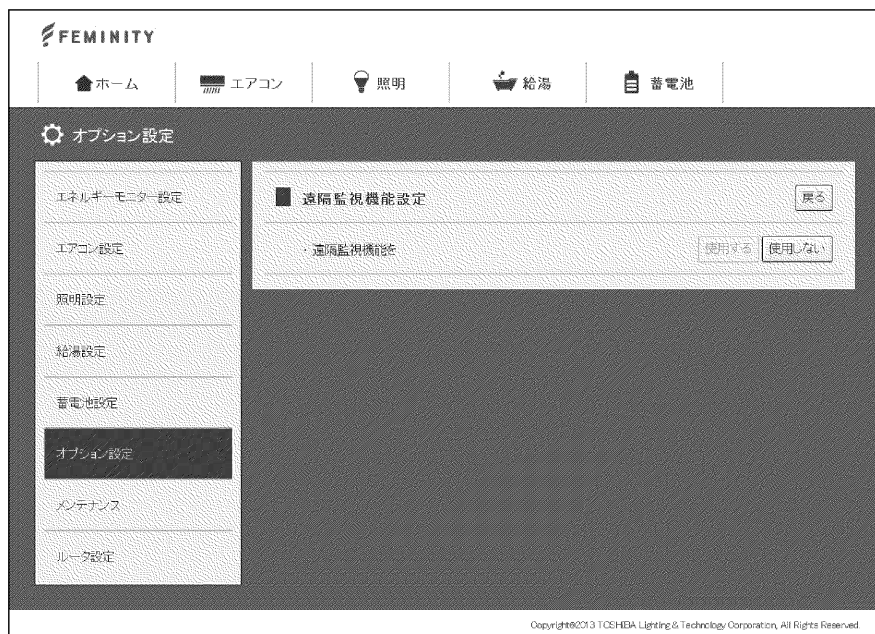 FEMINITY
ホーム エアコン 照明 給湯 蓄電池
オプション設定
エネルギーモニター設定
エアコン設定
照明設定
給湯設定
蓄電池設定
オプション設定
メンテナンス
ルータ設定
遠隔監視機能設定 戻る
・遠隔監視機能を 使用する 使用しない
Copyright©2013 TOSHIBA Lighting & Technology Corporation, All Rights Reserved.